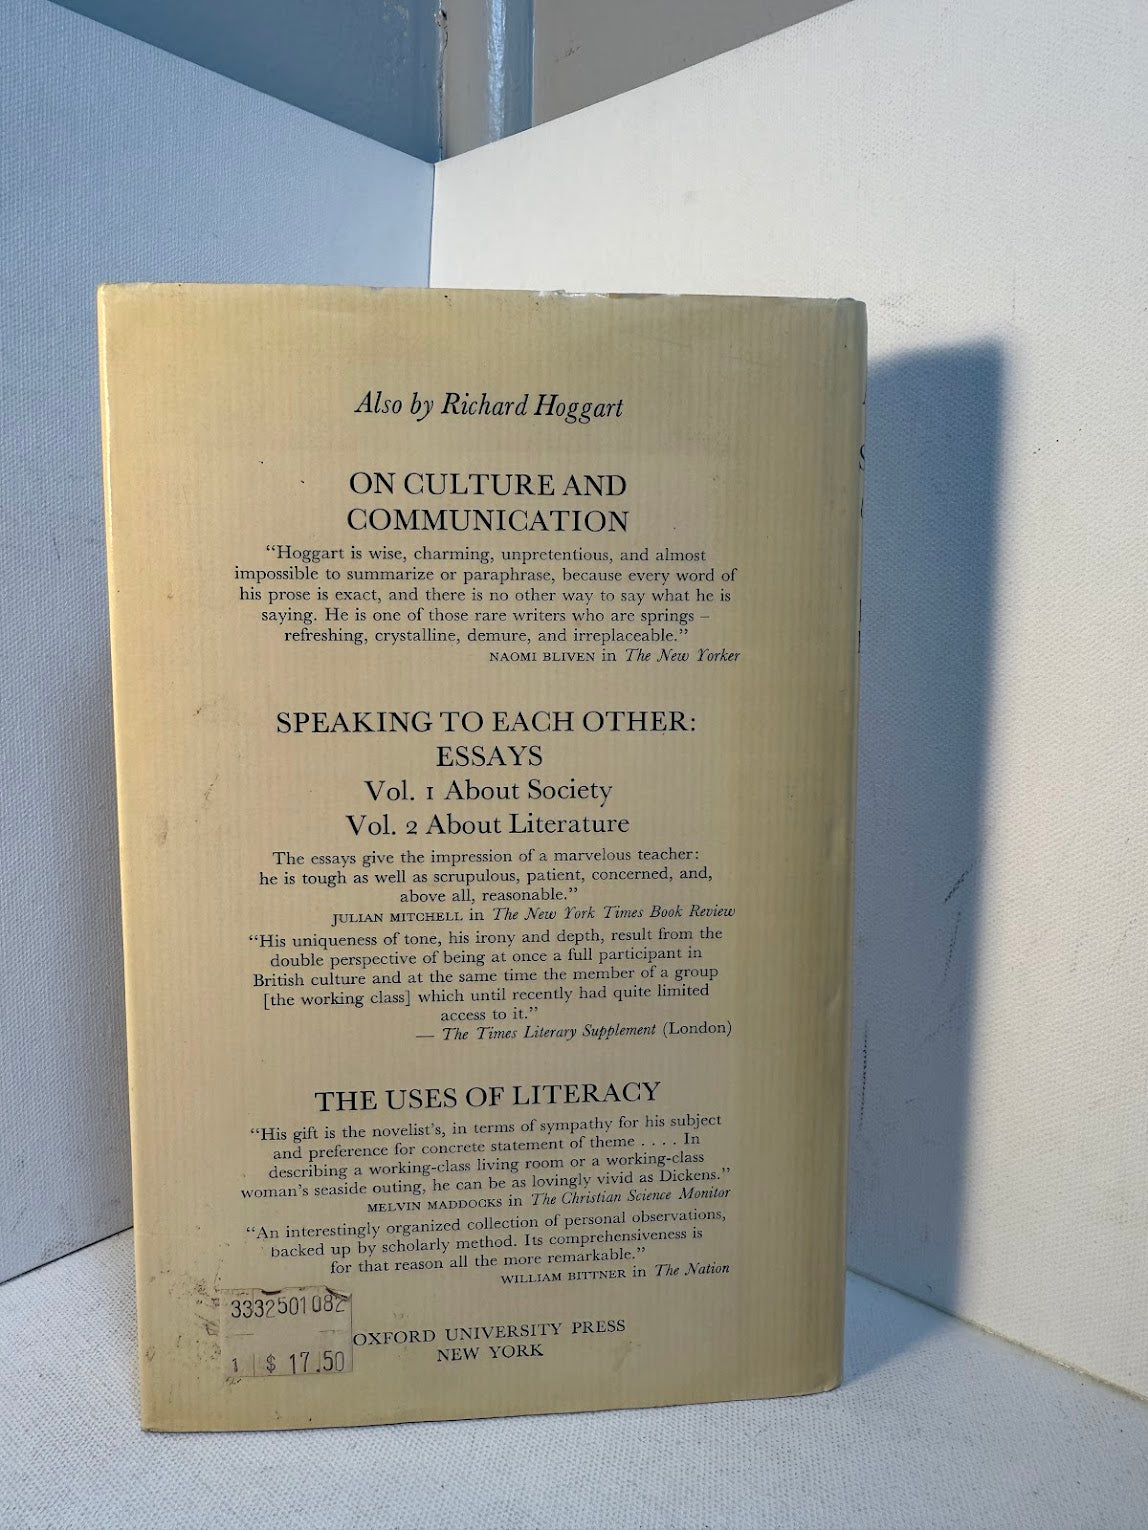 Also by Richard Hoggart
ON CULTURE AND
COMMUNICATION
“Hoggart is wise, charming, unpretentious, and almost
impossible to summarize or paraphrase, because every word of
his prose is exact, and there is no other way to say what he is
saying. He is one of those rare writers who are springs –
refreshing, crystalline, demure, and irreplaceable.”
NAOMI BLIVEN in The New Yorker
SPEAKING TO EACH OTHER:
ESSAYS
Vol. 1 About Society
Vol. 2 About Literature
The essays give the impression of a marvelous teacher:
he is tough as well as scrupulous, patient, concerned, and,
above all, reasonable.”
JULIAN MITCHELL in The New York Times Book Review
“His uniqueness of tone, his irony and depth, result from the
double perspective of being at once a full participant in
British culture and at the same time the member of a group
[the working class] which until recently had quite limited
access to it.”
— The Times Literary Supplement (London)
THE USES OF LITERACY
“His gift is the novelist’s, in terms of sympathy for his subject
and preference for concrete statement of theme . . . . In
describing a working-class living room or a working-class
woman’s seaside outing, he can be as lovingly vivid as Dickens.”
MELVIN MADDOCKS in The Christian Science Monitor
“An interestingly organized collection of personal observations,
backed up by scholarly method. Its comprehensiveness is
for that reason all the more remarkable.”
WILLIAM BITTNER in The Nation
3332501082
1 $ 17.50
OXFORD UNIVERSITY PRESS
NEW YORK